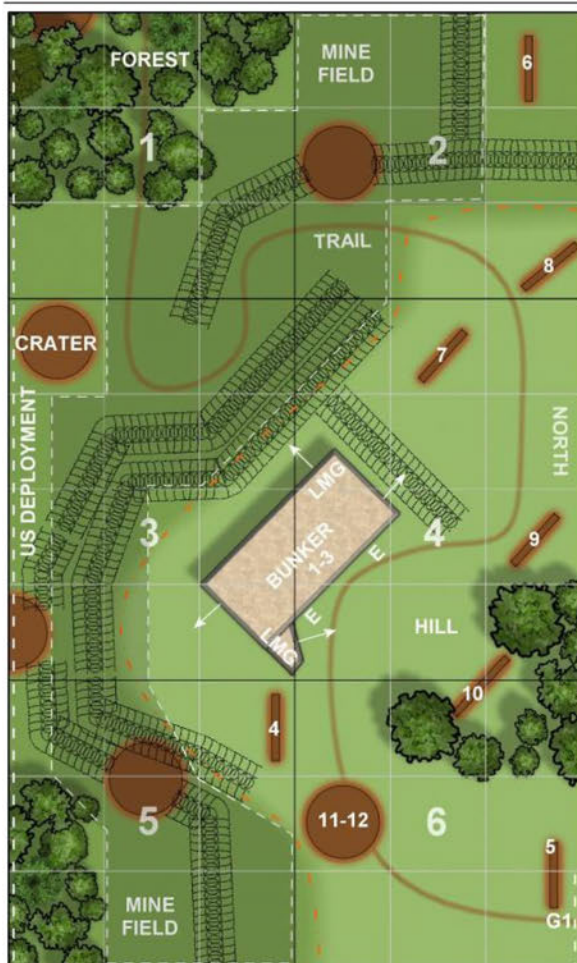 FOREST
MINE
FIELD
6
1
2
TRAIL
8
CRATER
7
NORTH
US DEPLOYMENT
LMG
3
BUNKER
1-3
4
E
9
E
HILL
LMG
10
4
5
11-12
6
5
MINE
FIELD
G1